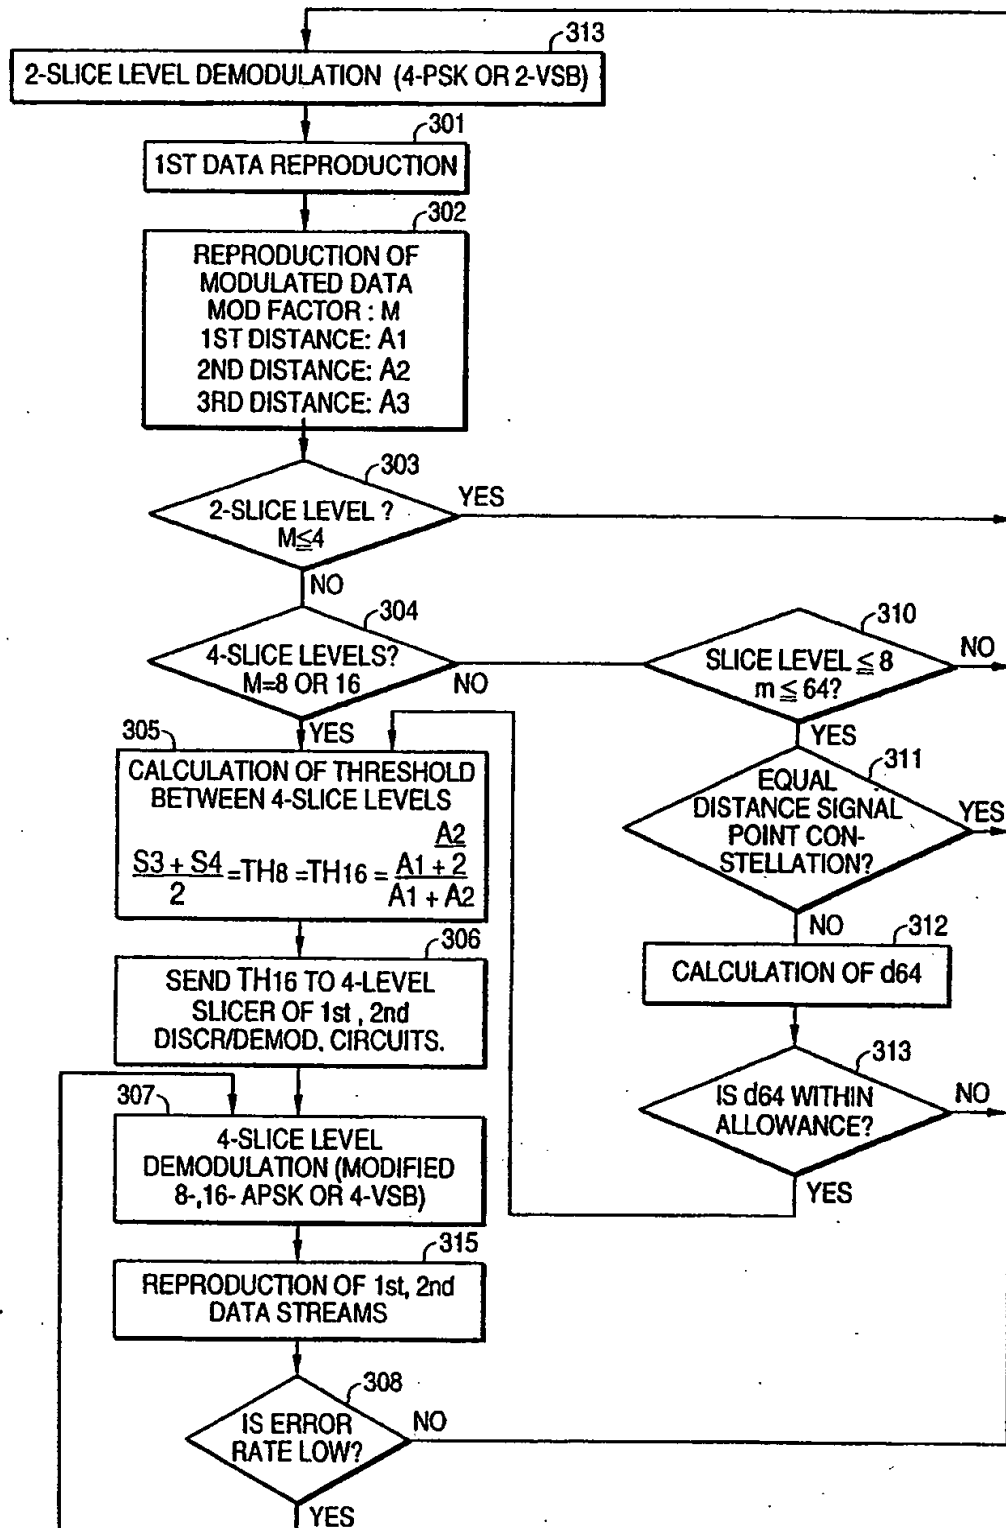 313
2-SLICE LEVEL DEMODULATION (4-PSK OR 2-VSB)
301
1ST DATA REPRODUCTION
302
REPRODUCTION OF
MODULATED DATA
MOD FACTOR : M
1ST DISTANCE: A1
2ND DISTANCE: A2
3RD DISTANCE: A3
303
2-SLICE LEVEL ?
M≦4
YES
NO
304
4-SLICE LEVELS?
M=8 OR 16
NO
YES
310
SLICE LEVEL ≦ 8
m ≦ 64?
NO
YES
305
CALCULATION OF THRESHOLD
BETWEEN 4-SLICE LEVELS
A2
S3 + S4 A1 + 2
=TH8 =TH16 =
2 A1 + A2
311
EQUAL
DISTANCE SIGNAL
POINT CON-
STELLATION?
YES
NO
306
SEND TH16 TO 4-LEVEL
SLICER OF 1st , 2nd
DISCR/DEMOD. CIRCUITS.
312
CALCULATION OF d64
313
IS d64 WITHIN
ALLOWANCE?
NO
YES
307
4-SLICE LEVEL
DEMODULATION (MODIFIED
8-,16- APSK OR 4-VSB)
315
REPRODUCTION OF 1st, 2nd
DATA STREAMS
308
IS ERROR
RATE LOW?
NO
YES